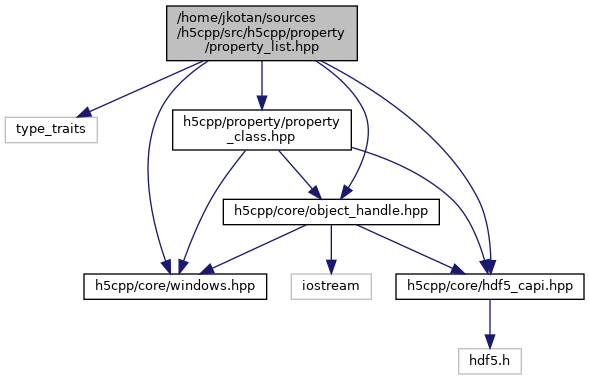 /home/jkotan/sources
/h5cpp/src/h5cpp/property
/property_list.hpp
type_traits
h5cpp/property/property
_class.hpp
h5cpp/core/object_handle.hpp
h5cpp/core/windows.hpp
iostream
h5cpp/core/hdf5_capi.hpp
hdf5.h